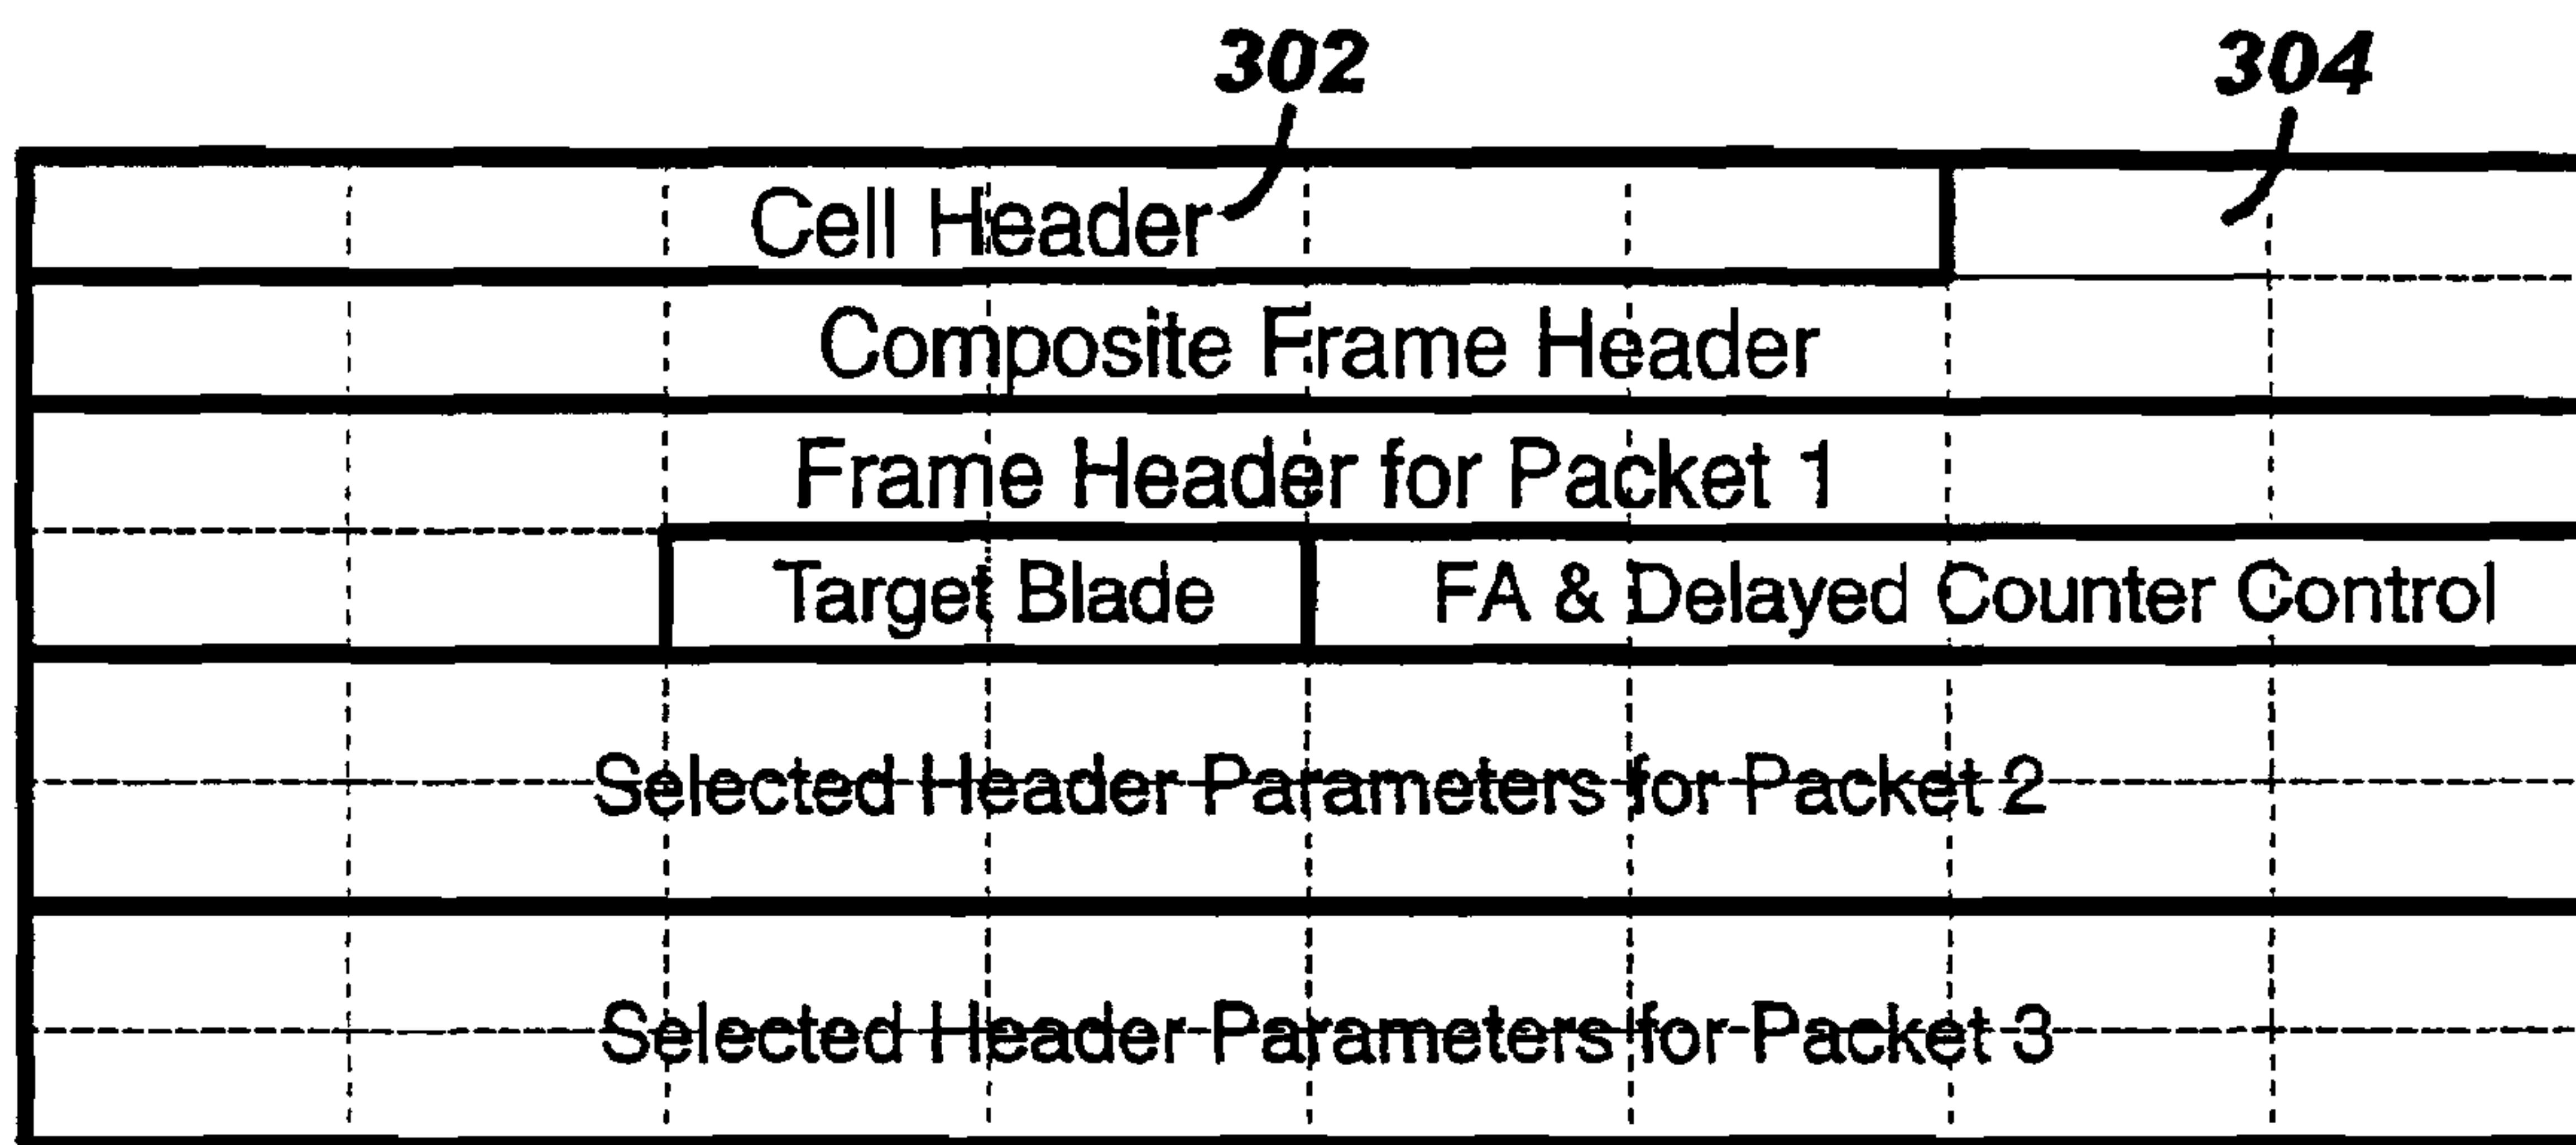 302 304
Cell Header
Composite Frame Header
Frame Header for Packet 1
Target Blade FA & Delayed Counter Control
Selected Header Parameters for Packet 2
Selected Header Parameters for Packet 3